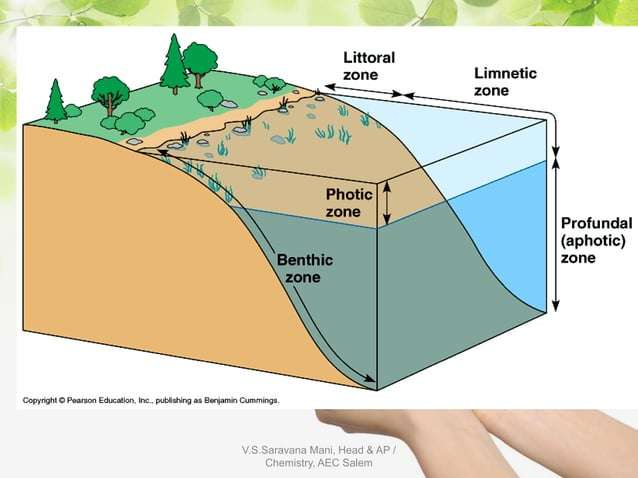 Littoral
zone
Limnetic
zone
Photic
zone
Profundal
(aphotic)
zone
Benthic
zone
Copyright © Pearson Education, Inc., publishing as Benjamin Cummings.
V.S.Saravana Mani, Head & AP /
Chemistry, AEC Salem